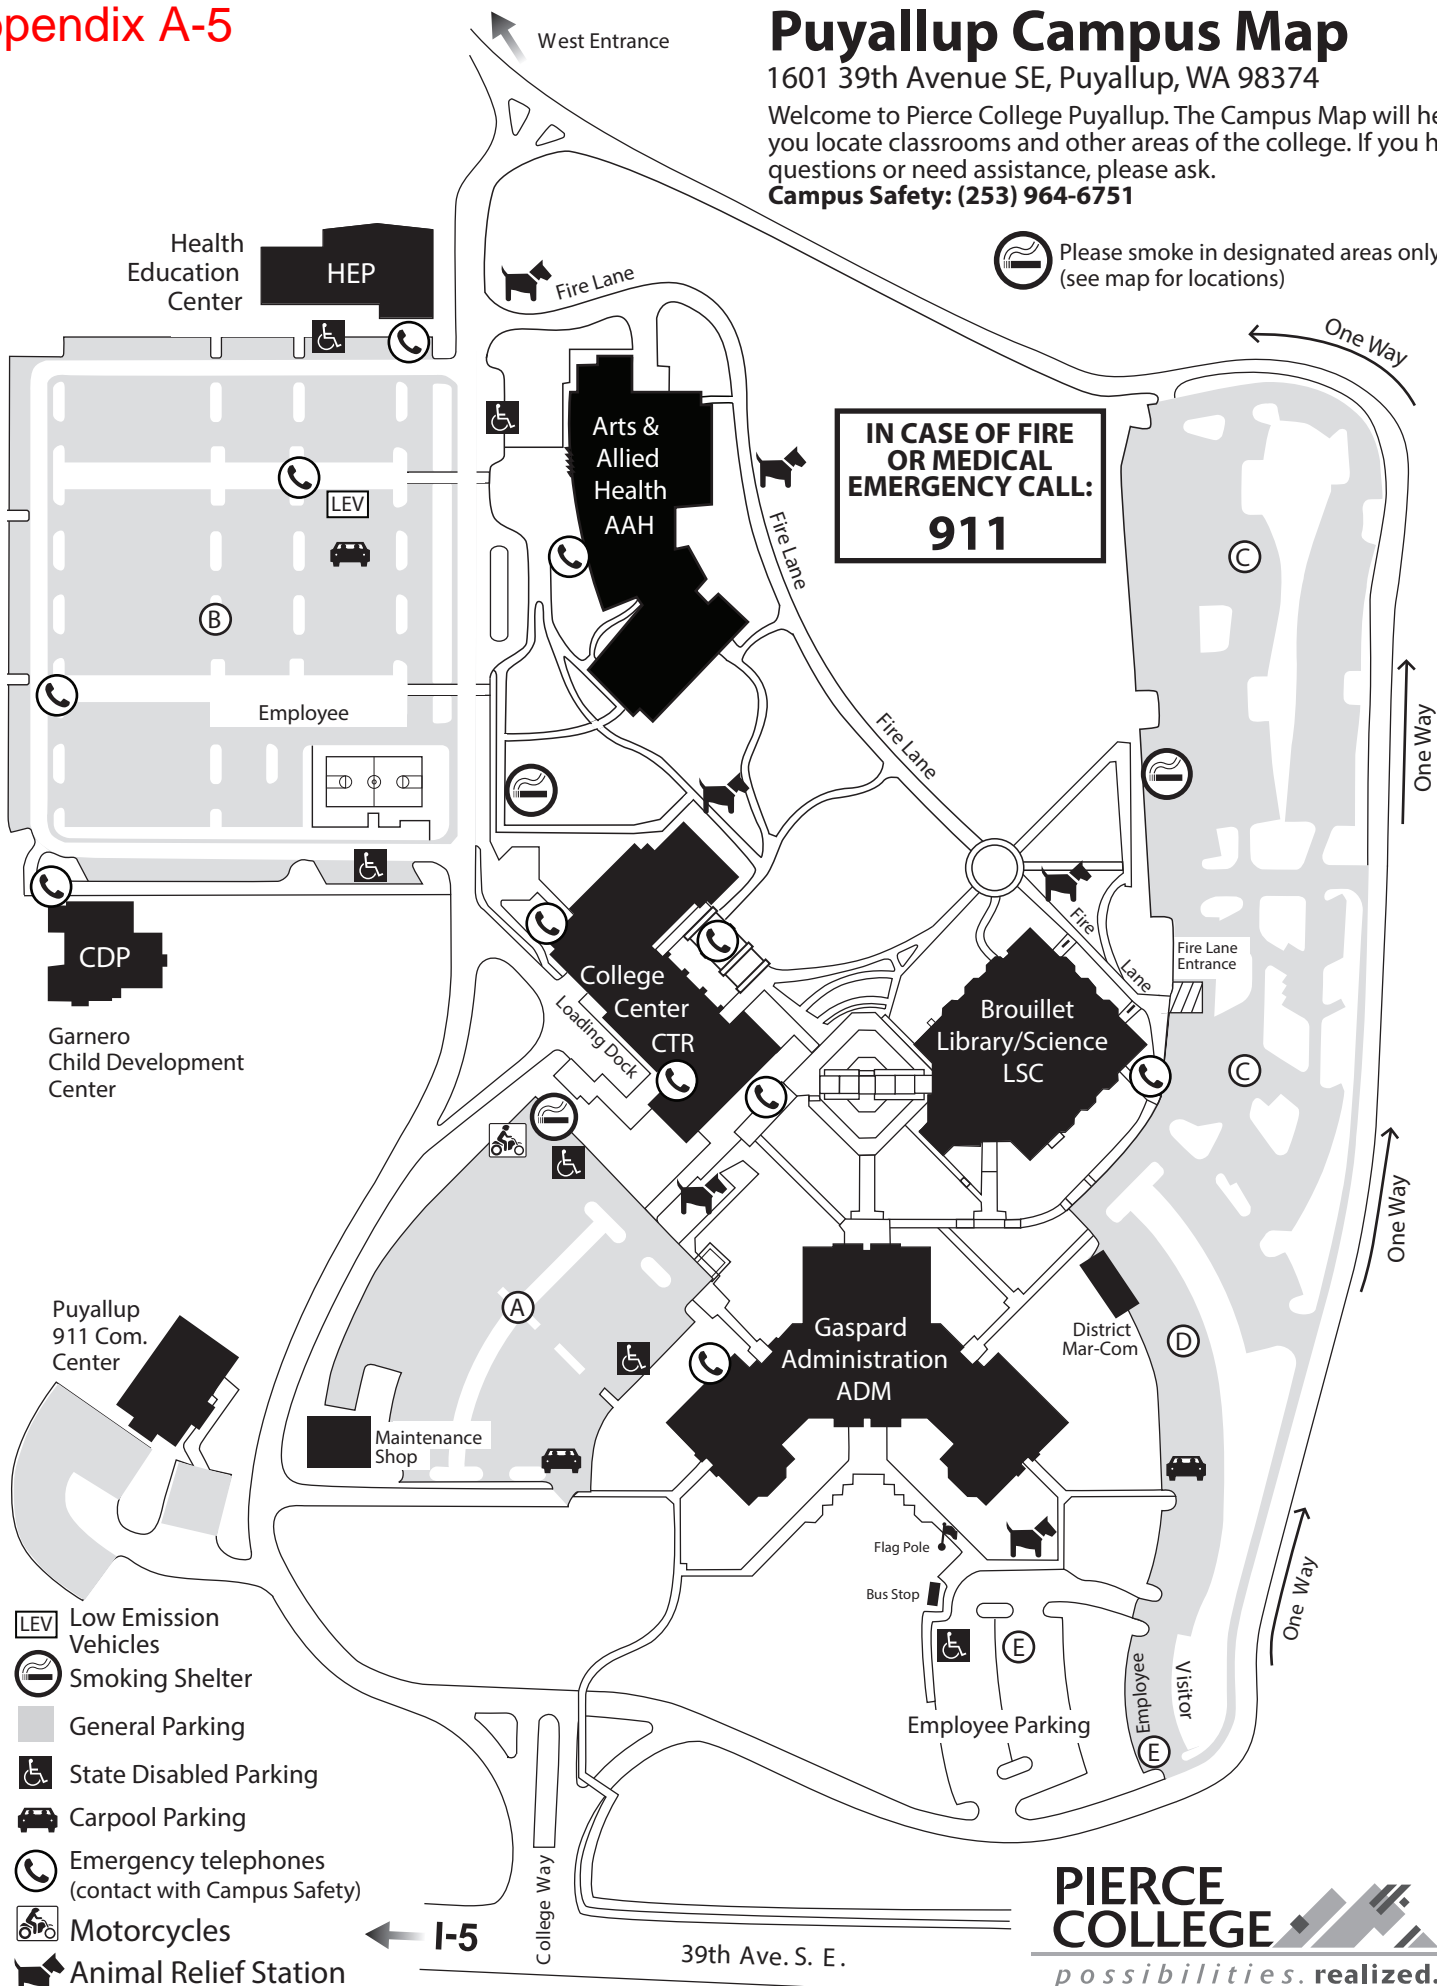 ppendix A-5
West Entrance
Puyallup Campus Map
1601 39th Avenue SE, Puyallup, WA 98374
Welcome to Pierce College Puyallup. The Campus Map will he
you locate classrooms and other areas of the college. If you h
questions or need assistance, please ask.
Campus Safety: (253) 964-6751
Please smoke in designated areas only
(see map for locations)
Health
Education
Center
HEP
Fire Lane
One Way
Arts &
Allied
Health
AAH
IN CASE OF FIRE
OR MEDICAL
EMERGENCY CALL:
911
LEV
Fire Lane
C
B
Employee
Fire Lane
One Way
CDP
Garnero
Child Development
Center
College
Center
CTR
Loading Dock
Fire
Lane
Fire Lane
Entrance
Brouillet
Library/Science
LSC
C
One Way
A
Puyallup
911 Com.
Center
Gaspard
Administration
ADM
District
Mar-Com
D
Maintenance
Shop
Flag Pole
Bus Stop
One Way
E
Employee
Visitor
Employee Parking
E
LEV
Low Emission
Vehicles
Smoking Shelter
General Parking
State Disabled Parking
Carpool Parking
Emergency telephones
(contact with Campus Safety)
Motorcycles
Animal Relief Station
I-5
College Way
39th Ave. S. E.
PIERCE
COLLEGE
possibilities. realized.